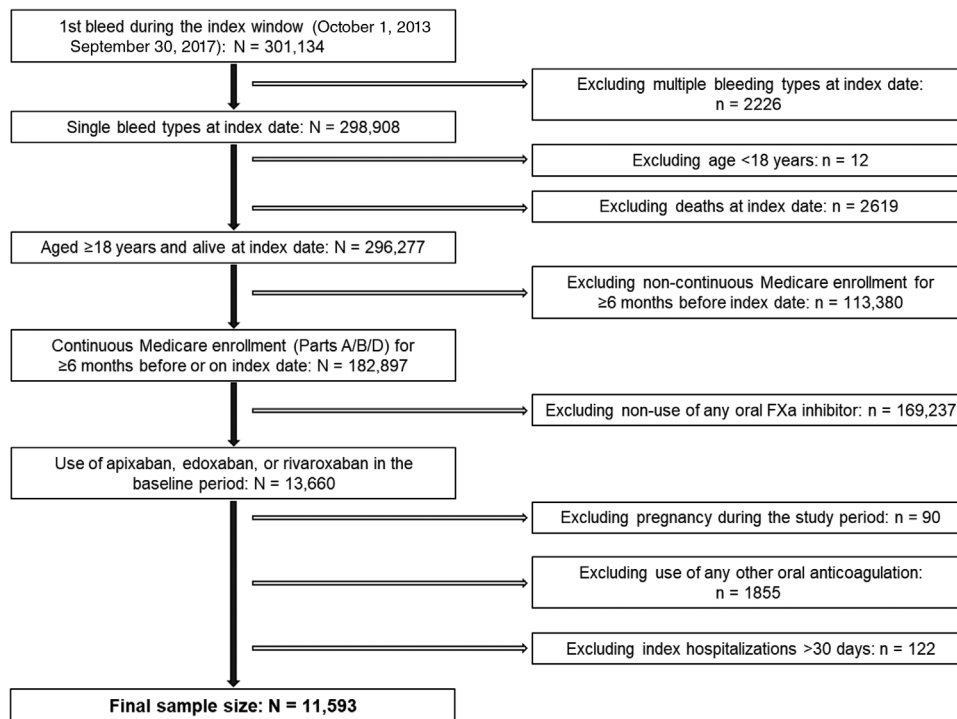 1st bleed during the index window (October 1, 2013
September 30, 2017): N = 301,134
Excluding multiple bleeding types at index date:
n = 2226
Single bleed types at index date: N = 298,908
Excluding age <18 years: n = 12
Excluding deaths at index date: n = 2619
Aged ≥18 years and alive at index date: N = 296,277
Excluding non-continuous Medicare enrollment for
≥6 months before index date: n = 113,380
Continuous Medicare enrollment (Parts A/B/D) for
≥6 months before or on index date: N = 182,897
Excluding non-use of any oral FXa inhibitor: n = 169,237
Use of apixaban, edoxaban, or rivaroxaban in the
baseline period: N = 13,660
Excluding pregnancy during the study period: n = 90
Excluding use of any other oral anticoagulation:
n = 1855
Excluding index hospitalizations >30 days: n = 122
Final sample size: N = 11,593